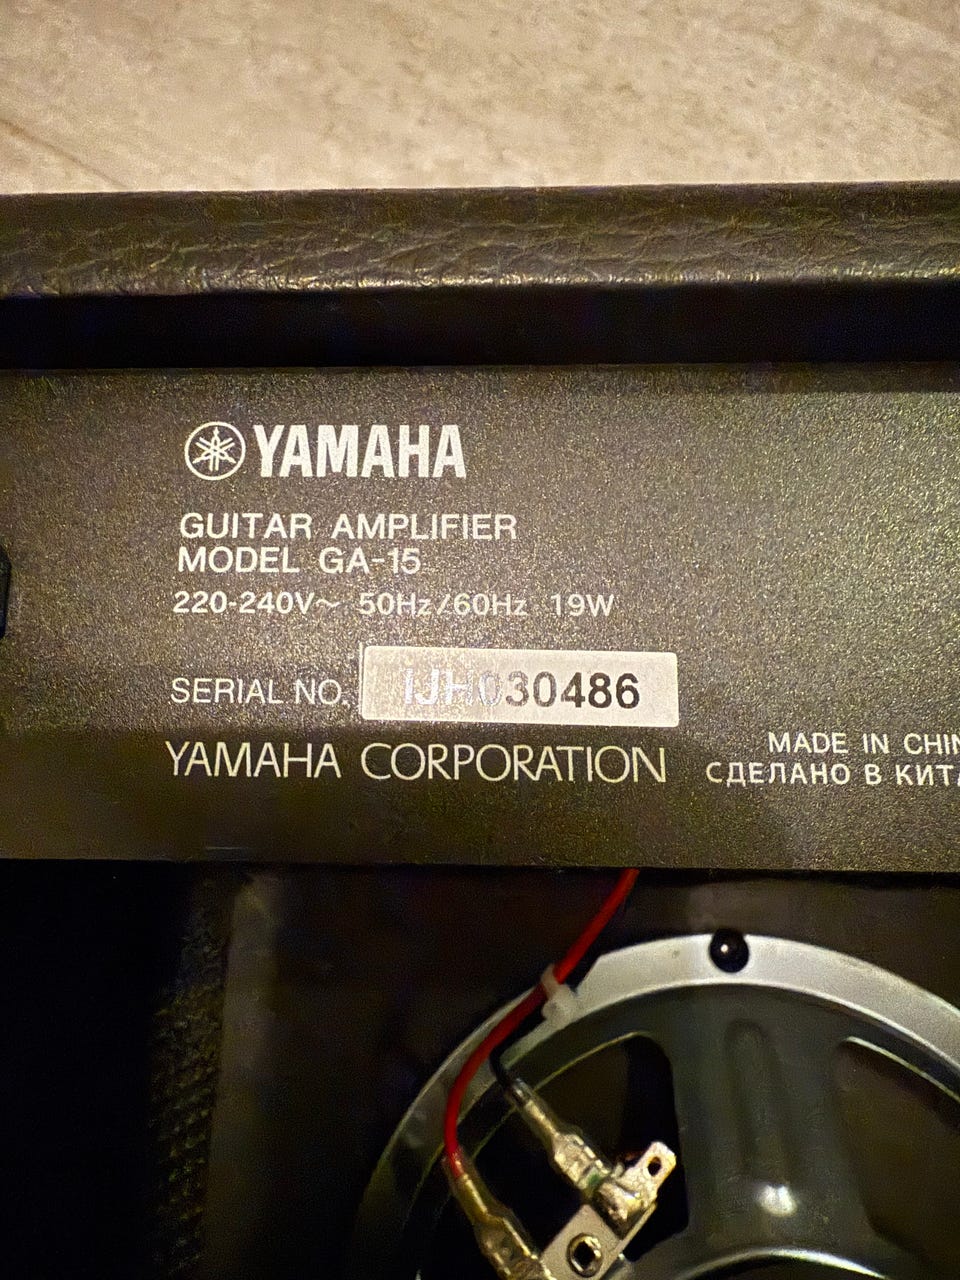 YAMAHA
GUITAR AMPLIFIER
MODEL GA-15
220-240V~ 50Hz/60Hz 19W
SERIAL NO. IJH030486
YAMAHA CORPORATION
MADE IN CHIN
СДЕЛАНО В КИТА